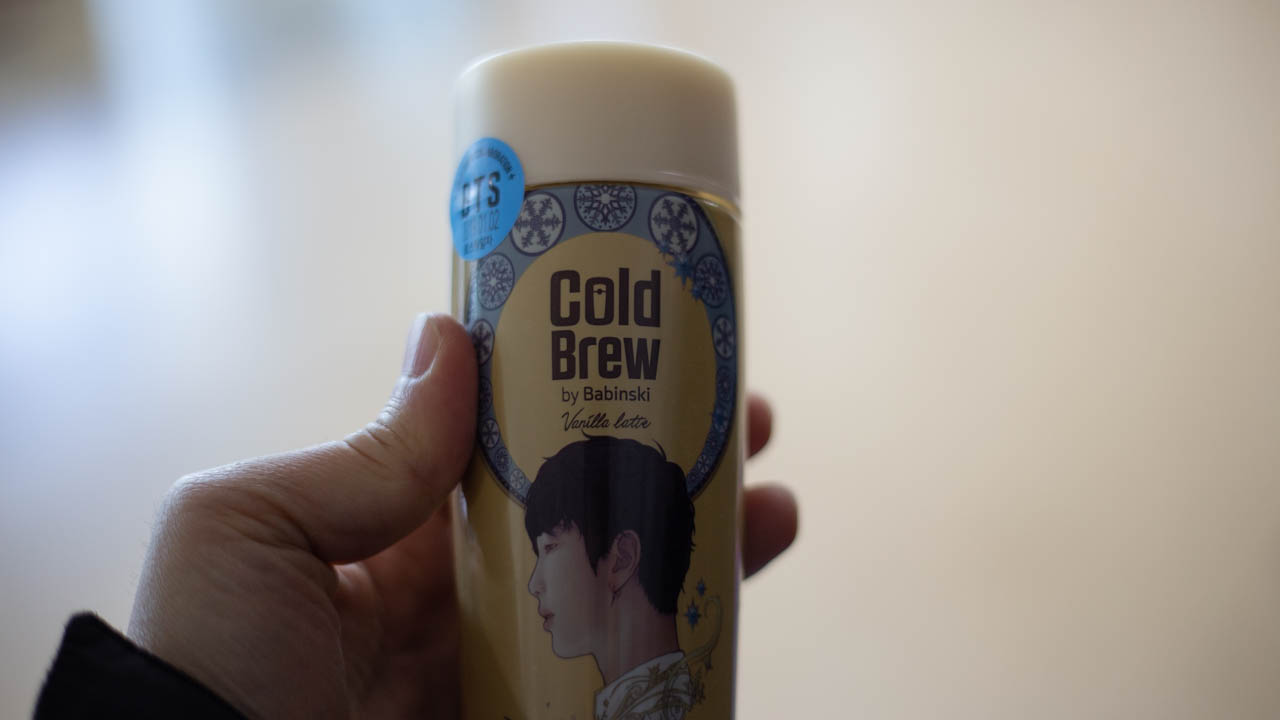 BTS
Cold
Brew
by Babinski
Vanilla latte